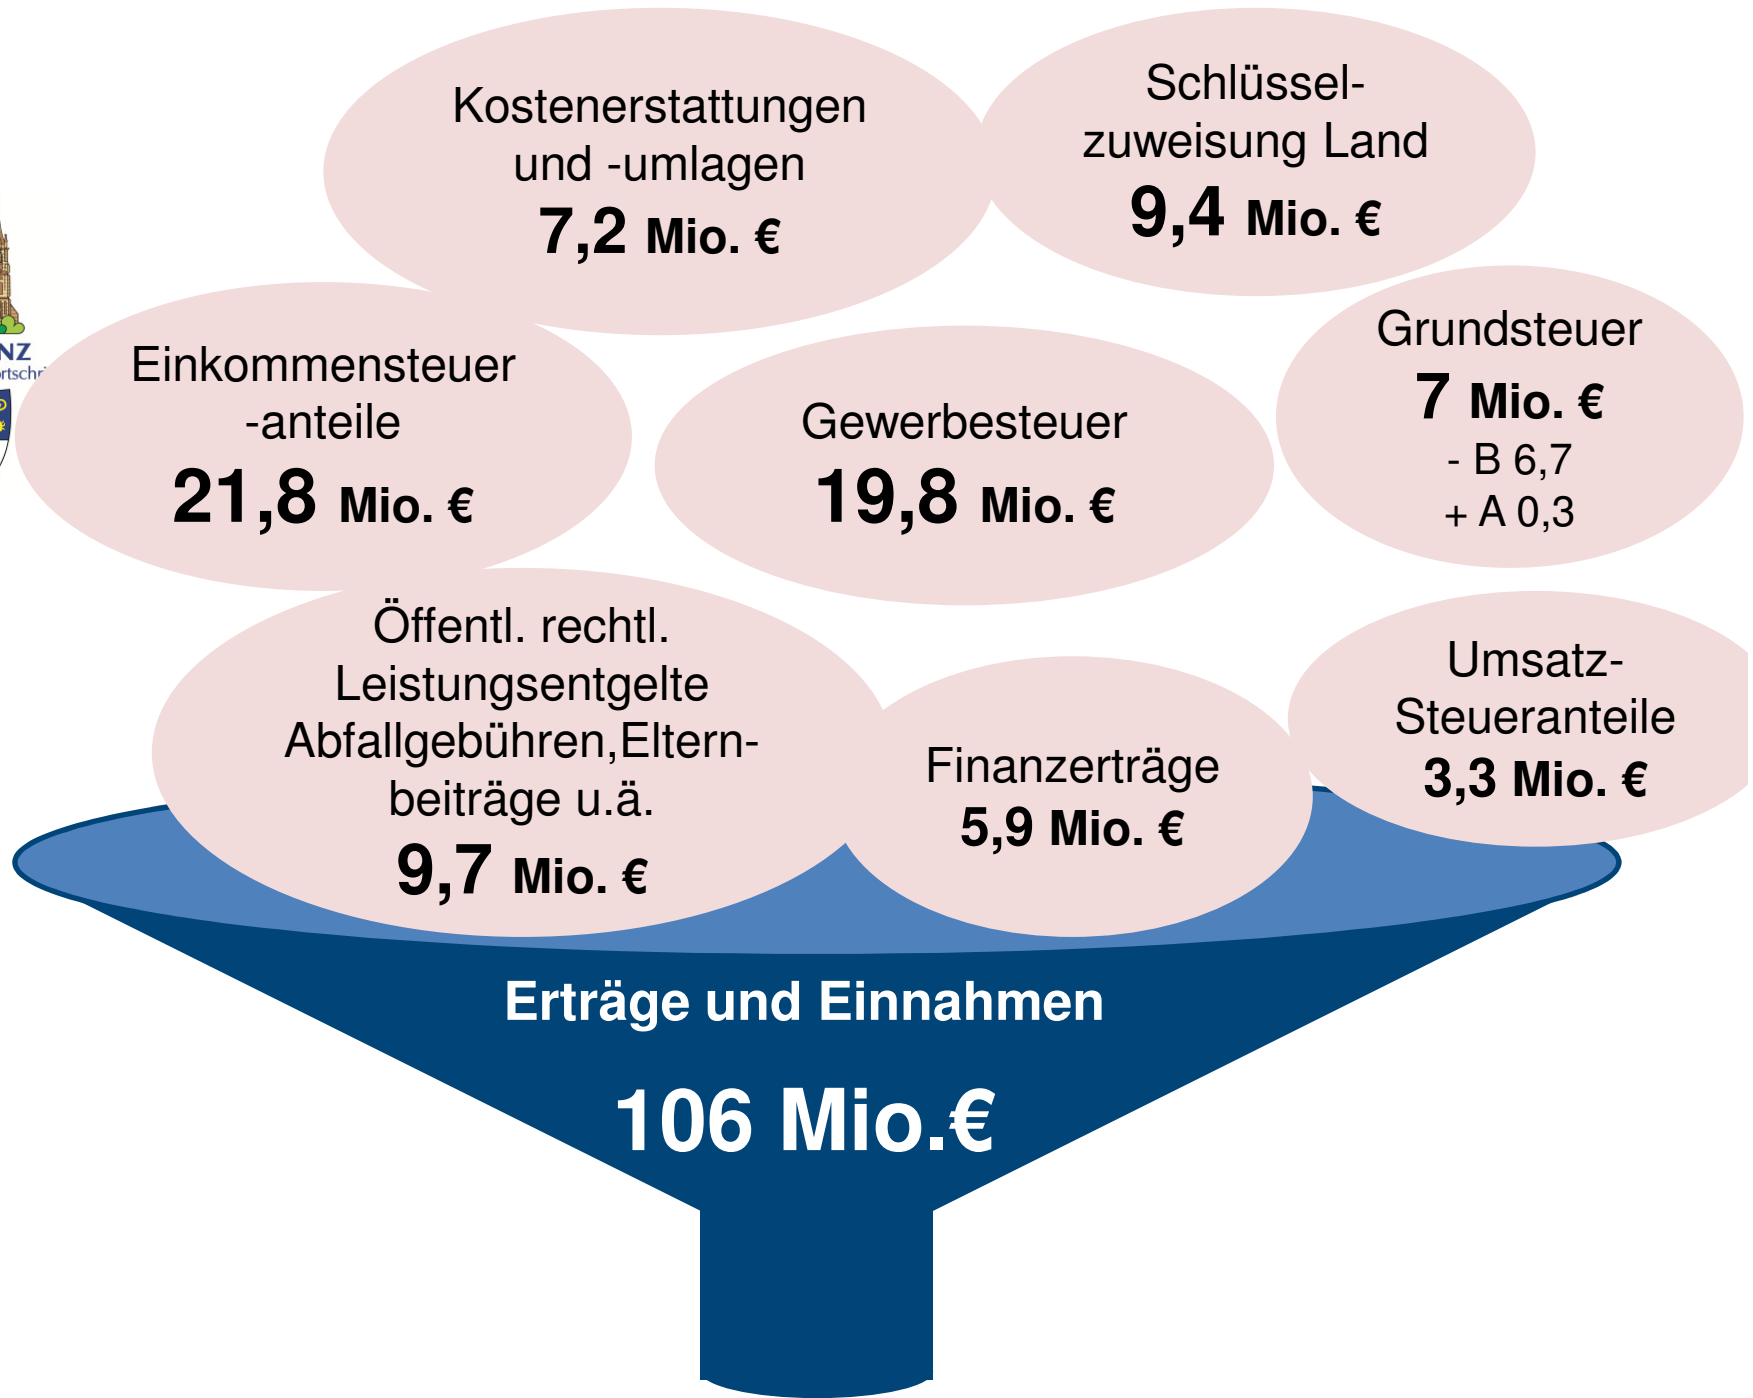 Kostenerstattungen
und -umlagen
7,2 Mio. €
Schlüssel-
zuweisung Land
9,4 Mio. €
NZ
Einkommensteuer
-anteile
21,8 Mio. €
Gewerbesteuer
19,8 Mio. €
Grundsteuer
7 Mio. €
- B 6,7
+ A 0,3
Öffentl. rechtl.
Leistungsentgelte
Abfallgebühren,Eltern-
beiträge u.ä.
9,7 Mio. €
Finanzerträge
5,9 Mio. €
Umsatz-
Steueranteile
3,3 Mio. €
Erträge und Einnahmen
106 Mio.€